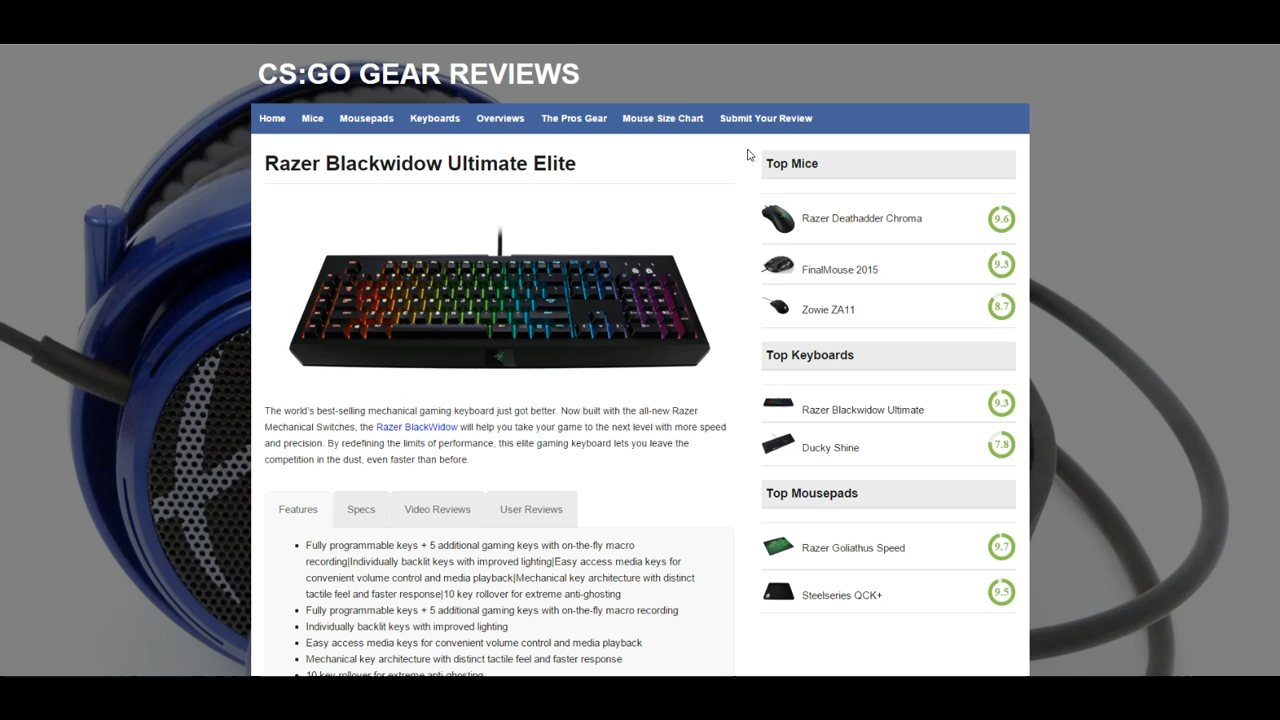 CS:GO GEAR REVIEWS
Home Mice Mousepads Keyboards Overviews The Pros Gear Mouse Size Chart Submit Your Review
Razer Blackwidow Ultimate Elite
The world's best-selling mechanical gaming keyboard just got better. Now built with the all-new Razer
Mechanical Switches, the Razer BlackWidow will help you take your game to the next level with more speed
and precision. By redefining the limits of performance, this elite gaming keyboard lets you leave the
competition in the dust, even faster than before.
Features Specs Video Reviews User Reviews
Fully programmable keys + 5 additional gaming keys with on-the-fly macro
recording|Individually backlit keys with improved lighting|Easy access media keys for
convenient volume control and media playback|Mechanical key architecture with distinct
tactile feel and faster response|10 key rollover for extreme anti-ghosting
Fully programmable keys + 5 additional gaming keys with on-the-fly macro recording
Individually backlit keys with improved lighting
Easy access media keys for convenient volume control and media playback
Mechanical key architecture with distinct tactile feel and faster response
10 key rollover for extreme anti-ghosting
Top Mice
Razer Deathadder Chroma 9.6
FinalMouse 2015 9.3
Zowie ZA11 8.7
Top Keyboards
Razer Blackwidow Ultimate 9.3
Ducky Shine 7.8
Top Mousepads
Razer Goliathus Speed 9.7
Steelseries QCK+ 9.5